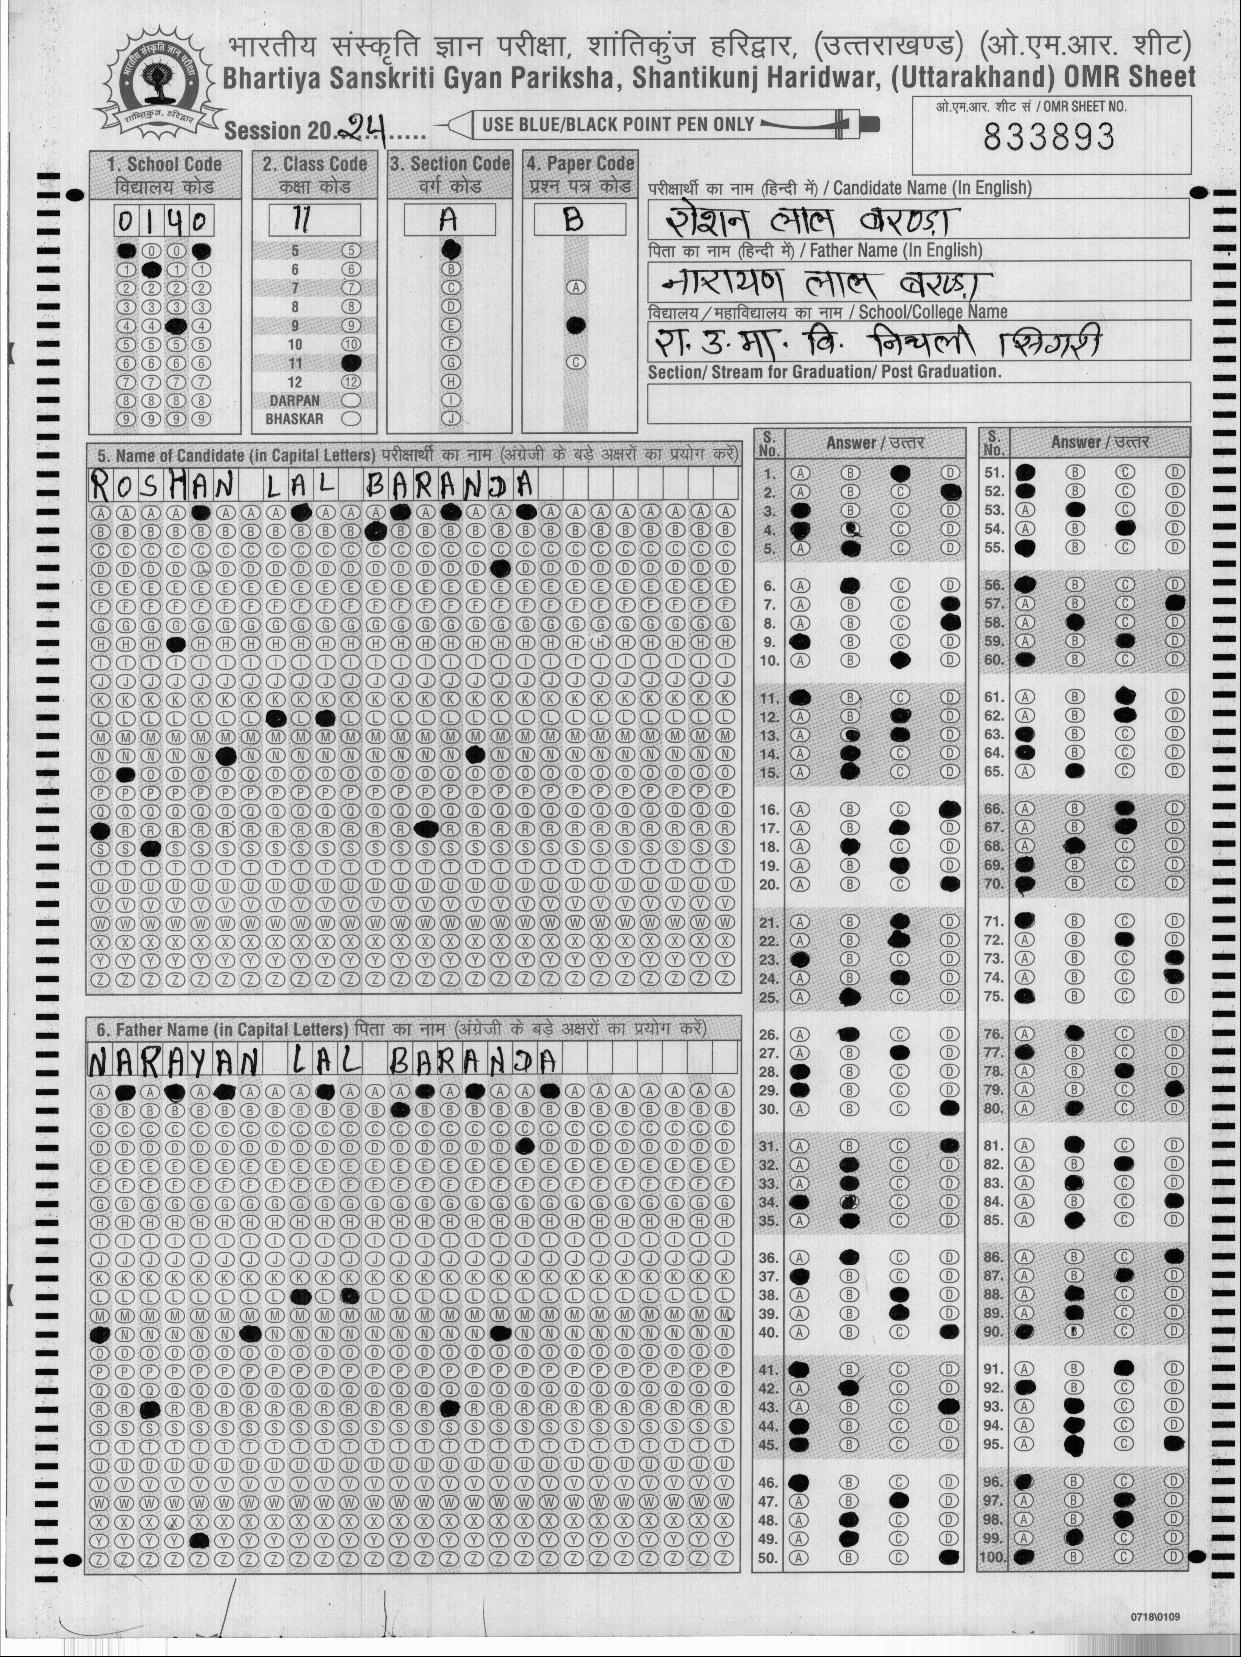 भारतीय संस्कृति ज्ञान परीक्षा, शांतिकुंज हरिद्वार, (उत्तराखण्ड) (ओ.एम.आर. शीट)
Bhartiya Sanskriti Gyan Pariksha, Shantikunj Haridwar, (Uttarakhand) OMR Sheet
Session 2024
USE BLUE/BLACK POINT PEN ONLY
ओ.एम.आर. शीट सं / OMR SHEET NO.
833893
1. School Code
विद्यालय कोड
0140
2. Class Code
कक्षा कोड
11
5
6
7
8
9
10
11
12
DARPAN
BHASKAR
3. Section Code
वर्ग कोड
A
4. Paper Code
प्रश्न पत्र कोड
B
परीक्षार्थी का नाम (हिन्दी में) / Candidate Name (In English)
रोशन लाल बरण्डा
पिता का नाम (हिन्दी में) / Father Name (In English)
नारायण लाल बरण्डा
विद्यालय / महाविद्यालय का नाम / School/College Name
रा. उ. मा. वि. निचली सिगरी
Section/ Stream for Graduation/ Post Graduation.
5. Name of Candidate (in Capital Letters) परीक्षार्थी का नाम (अंग्रेजी के बड़े अक्षरों का प्रयोग करें)
ROSHAN LAL BARANDA
6. Father Name (in Capital Letters) पिता का नाम (अंग्रेजी के बड़े अक्षरों का प्रयोग करें)
NARAYAN LAL BARANDA
S. No. Answer / उत्तर
S. No. Answer / उत्तर
0718\0109